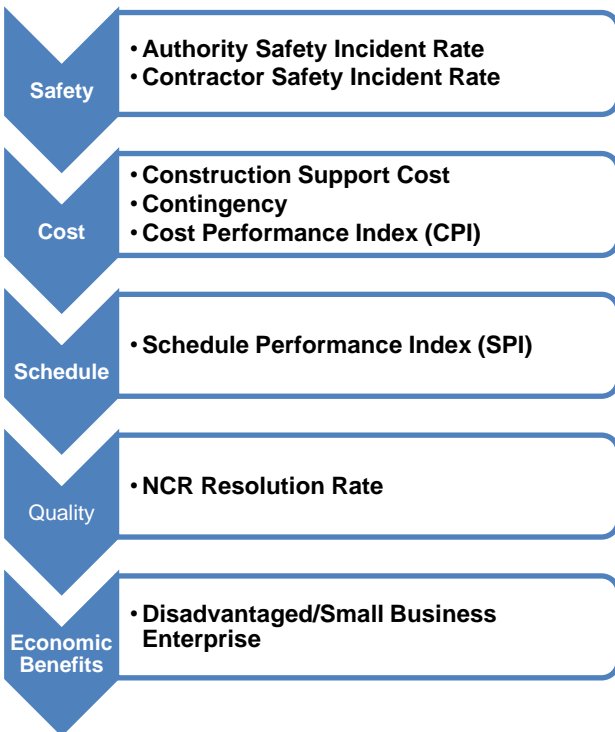 Safety
• Authority Safety Incident Rate
• Contractor Safety Incident Rate
Cost
• Construction Support Cost
• Contingency
• Cost Performance Index (CPI)
Schedule
• Schedule Performance Index (SPI)
Quality
• NCR Resolution Rate
Economic
Benefits
• Disadvantaged/Small Business
Enterprise